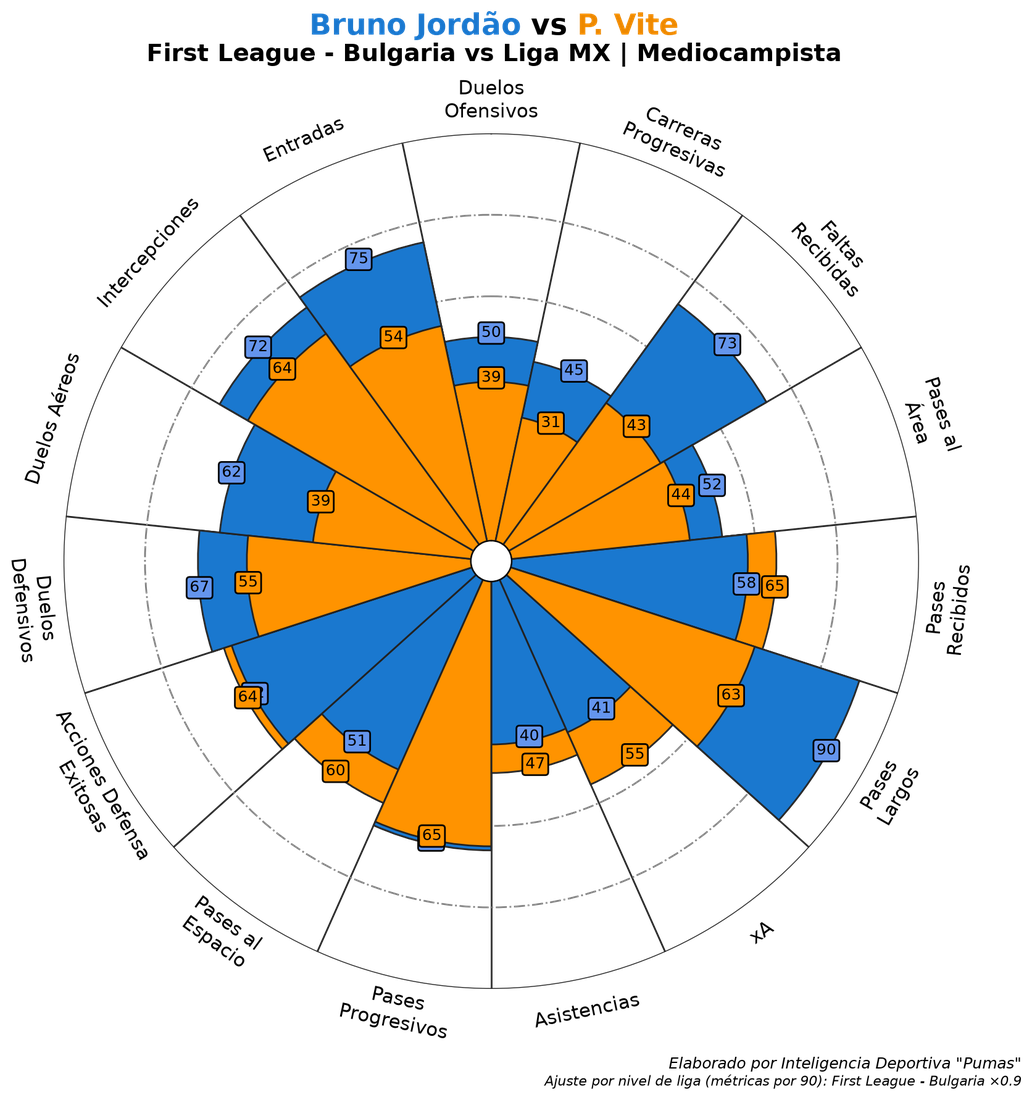 Bruno Jordão vs P. Vite
First League - Bulgaria vs Liga MX | Mediocampista
Duelos
Ofensivos
Carreras
Progresivas
Faltas
Recibidas
Pases al
Área
Pases
Recibidos
Pases
Largos
xA
Asistencias
Pases
Progresivos
Pases al
Espacio
Acciones Defensa
Exitosas
Duelos
Defensivos
Duelos Aéreos
Intercepciones
Entradas
50
39
45
31
73
43
52
44
58
65
90
63
41
55
40
47
65
51
60
64
67
55
62
39
72
64
75
54
Elaborado por Inteligencia Deportiva "Pumas"
Ajuste por nivel de liga (métricas por 90): First League - Bulgaria ×0.9